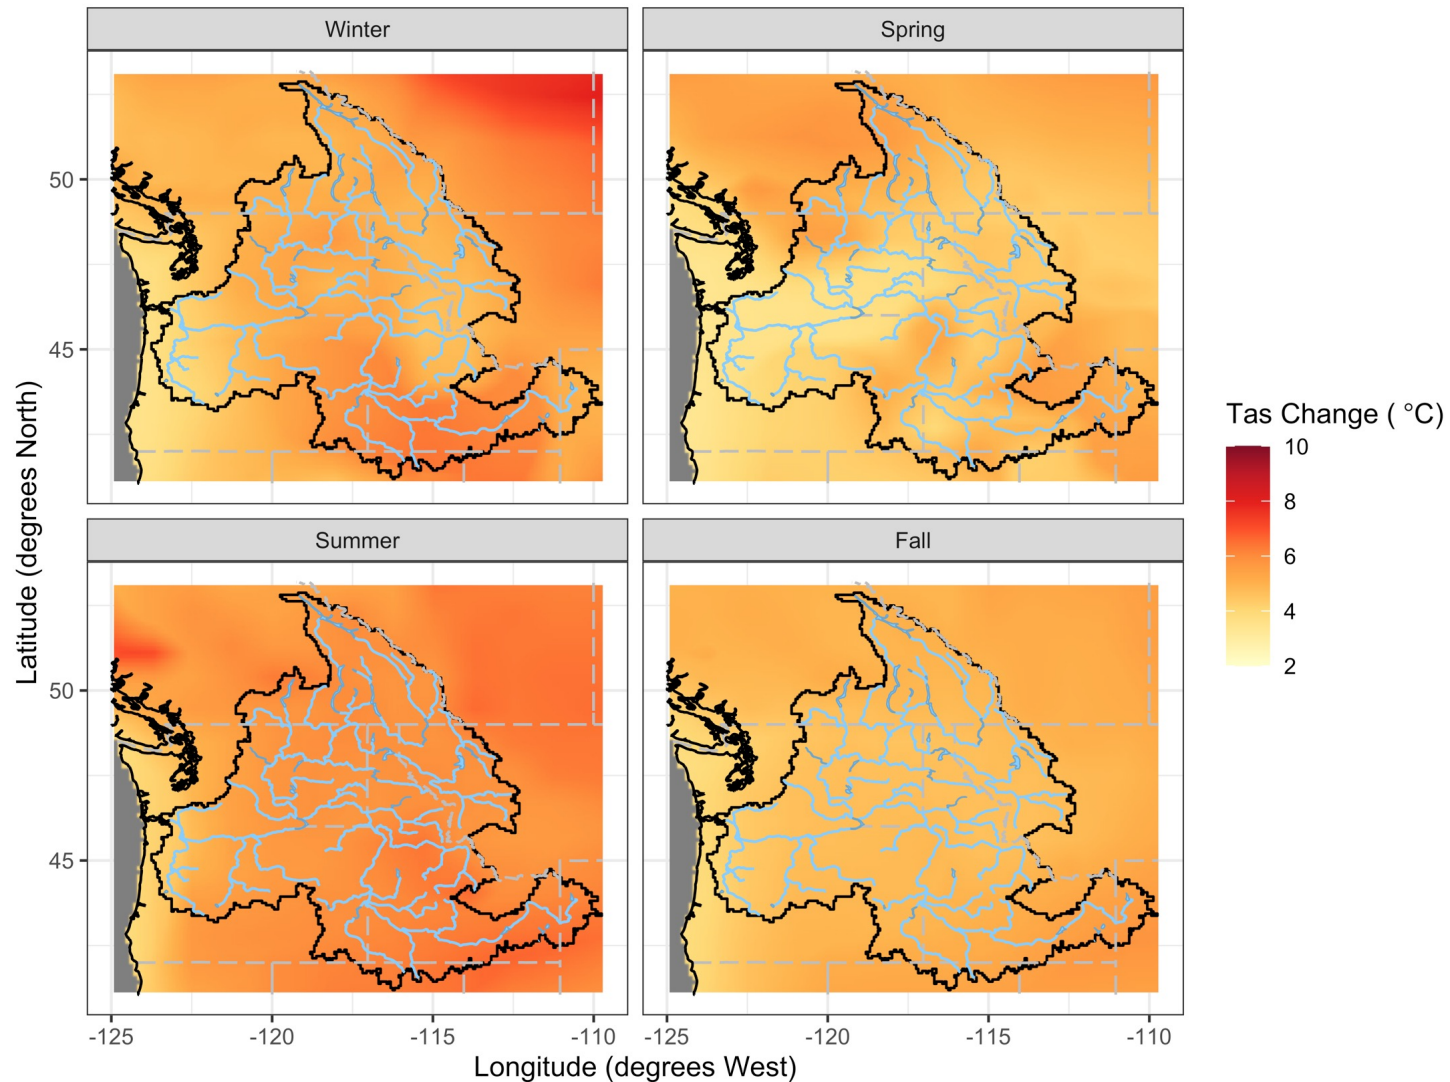 Winter
Spring
50
45
Summer
Fall
50
45
-125
-120
-115
-110
-125
-120
-115
-110
Longitude (degrees West)
Latitude (degrees North)
Tas Change ( °C)
10
8
6
4
2